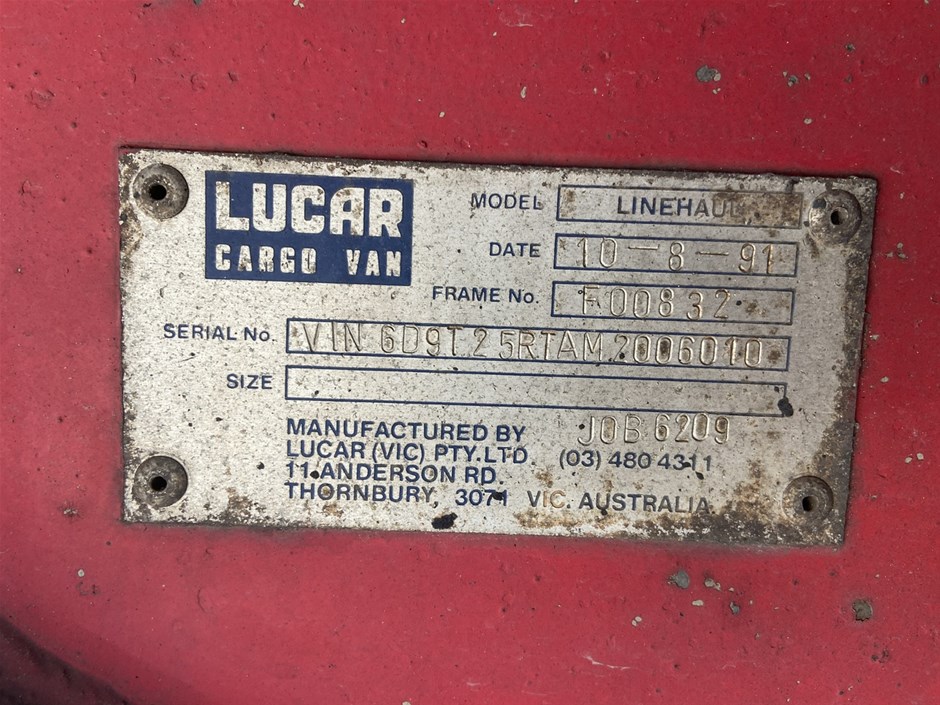 LUCAR
CARGO VAN
MODEL LINEHAUL
DATE 10-8-91
FRAME No. F00832
SERIAL No. VIN 6D9T25RTAM2006010
SIZE
JOB 6209
MANUFACTURED BY
LUCAR (VIC) PTY. LTD. (03) 480 4311
11 ANDERSON RD.
THORNBURY, 3071 VIC. AUSTRALIA.